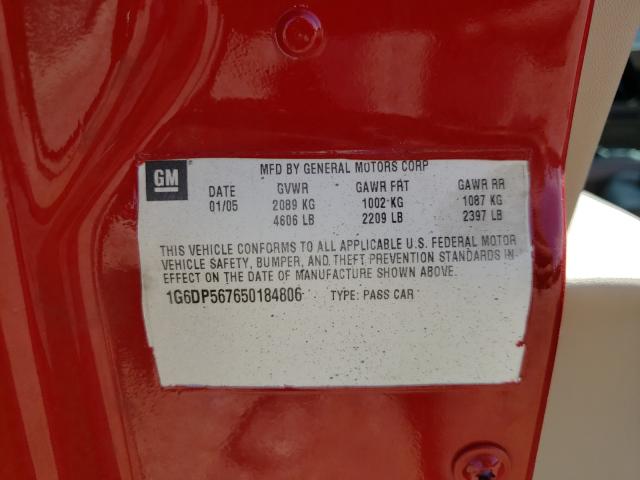 GM
MFD BY GENERAL MOTORS CORP
DATE GVWR GAWR FRT GAWR RR
01/05 2089 KG 1002 KG 1087 KG
4606 LB 2209 LB 2397 LB
THIS VEHICLE CONFORMS TO ALL APPLICABLE U.S. FEDERAL MOTOR
VEHICLE SAFETY, BUMPER, AND THEFT PREVENTION STANDARDS IN
EFFECT ON THE DATE OF MANUFACTURE SHOWN ABOVE.
1G6DP567650184806 TYPE: PASS CAR